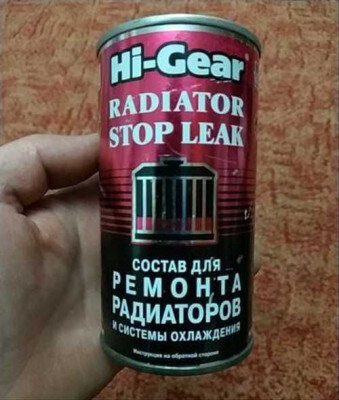 Hi-Gear
RADIATOR
STOP LEAK
СОСТАВ ДЛЯ
РЕМОНТА
РАДИАТОРОВ
И СИСТЕМЫ ОХЛАЖДЕНИЯ
Инструкция на обратной стороне